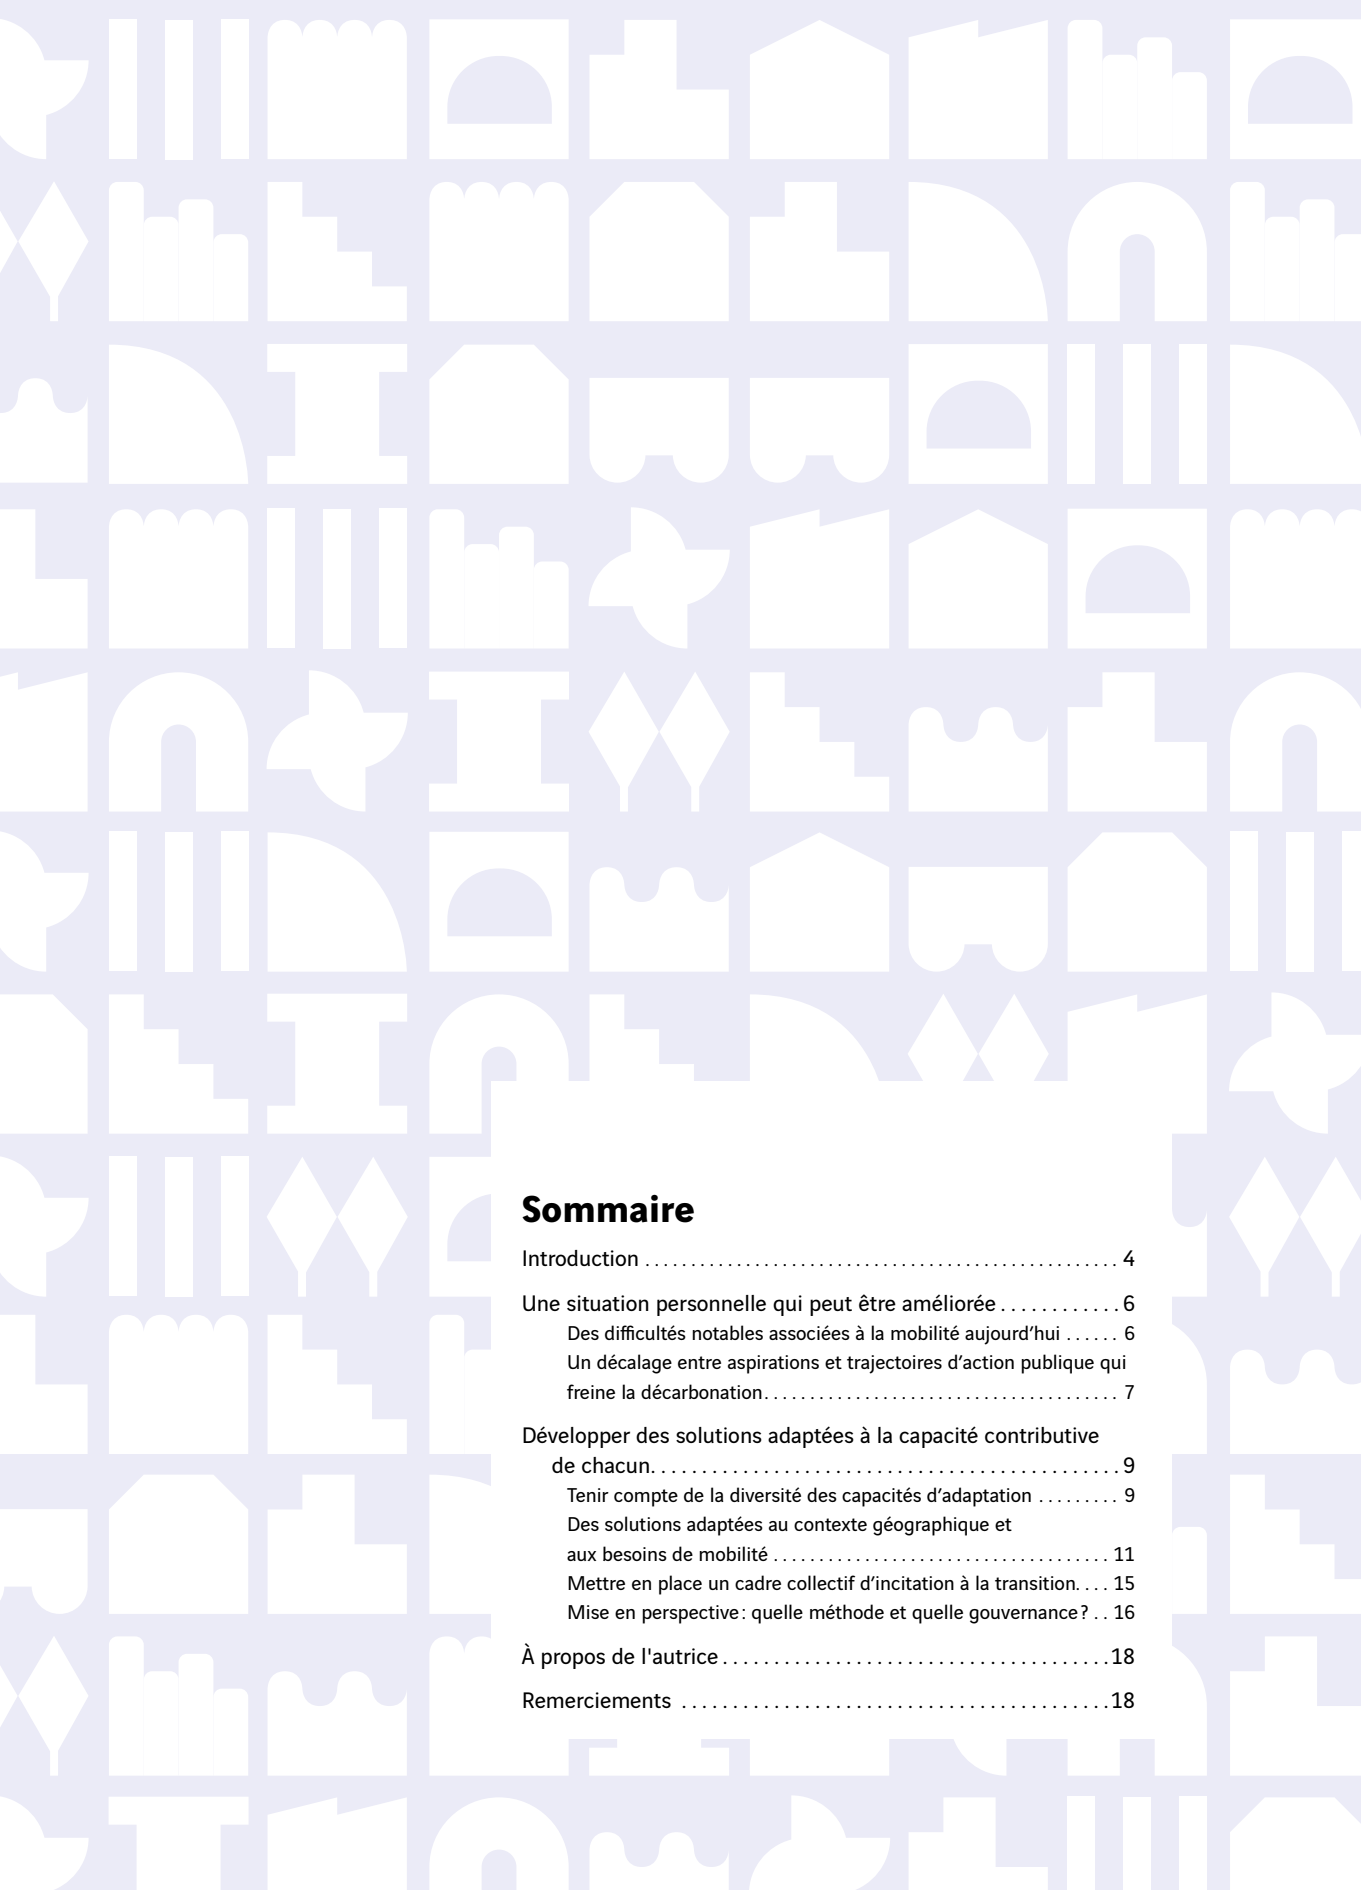 Sommaire
Introduction . . . . . . . . . . . . . . . . . . . . . . . . . . . . . . . . . . . . . . . . . . . . . . . . . . . . 4
Une situation personnelle qui peut être améliorée . . . . . . . . . . . . 6
Des difficultés notables associées à la mobilité aujourd’hui . . . . . . 6
Un décalage entre aspirations et trajectoires d’action publique qui
freine la décarbonation. . . . . . . . . . . . . . . . . . . . . . . . . . . . . . . . . . . . . . . 7
Développer des solutions adaptées à la capacité contributive
de chacun. . . . . . . . . . . . . . . . . . . . . . . . . . . . . . . . . . . . . . . . . . . . . . 9
Tenir compte de la diversité des capacités d’adaptation . . . . . . . . . 9
Des solutions adaptées au contexte géographique et
aux besoins de mobilité . . . . . . . . . . . . . . . . . . . . . . . . . . . . . . . . . . . . . 11
Mettre en place un cadre collectif d’incitation à la transition. . . . 15
Mise en perspective : quelle méthode et quelle gouvernance ? . . 16
À propos de l'autrice . . . . . . . . . . . . . . . . . . . . . . . . . . . . . . . . . . . . . . 18
Remerciements . . . . . . . . . . . . . . . . . . . . . . . . . . . . . . . . . . . . . . . . . . 18